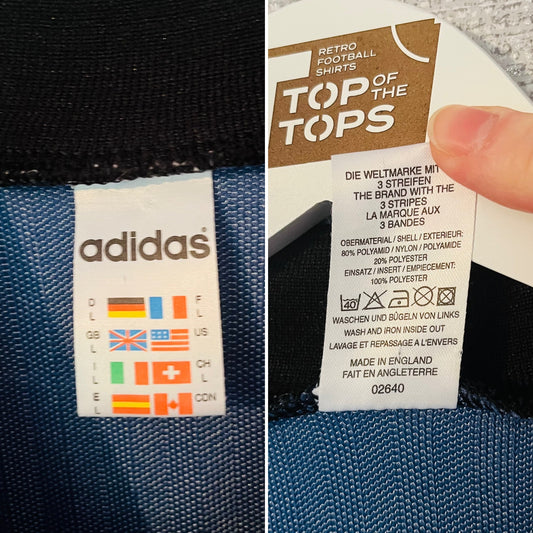 adidas®
D L F L
GB L US L
I L CH L
E L CDN L
RETRO
FOOTBALL
SHIRTS
TOP OF
THE
TOPS
DIE WELTMARKE MIT
3 STREIFEN
THE BRAND WITH THE
3 STRIPES
LA MARQUE AUX
3 BANDES
OBERMATERIAL / SHELL / EXTERIEUR:
80% POLYAMID / NYLON / POLYAMIDE
20% POLYESTER
EINSATZ / INSERT / EMPIECEMENT:
100% POLYESTER
40
WASCHEN UND BÜGELN VON LINKS
WASH AND IRON INSIDE OUT
LAVAGE ET REPASSAGE A L'ENVERS
MADE IN ENGLAND
FAIT EN ANGLETERRE
02640